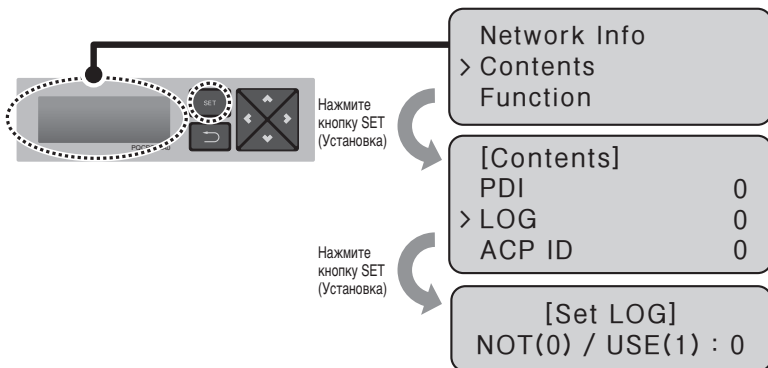 Network Info
> Contents
Function
SET
Нажмите
кнопку SET
(Установка)
[Contents]
PDI 0
> LOG 0
ACP ID 0
Нажмите
кнопку SET
(Установка)
[Set LOG]
NOT(0) / USE(1) : 0